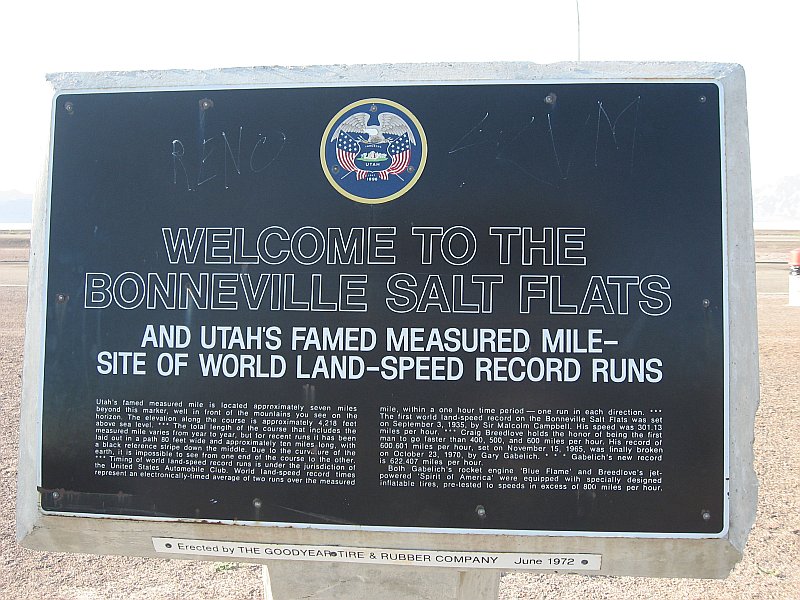 RENO
UTAH
1896
WELCOME TO THE
BONNEVILLE SALT FLATS
AND UTAH'S FAMED MEASURED MILE-
SITE OF WORLD LAND-SPEED RECORD RUNS
Utah's famed measured mile is located approximately seven miles
beyond this marker, well in front of the mountains you see on the
horizon. The elevation along the course is approximately 4,218 feet
above sea level. *** The total length of the course that includes the
measured mile varies from year to year, but for recent runs it has been
laid out in a path 80 feet wide and approximately ten miles long, with
a black reference stripe down the middle. Due to the curvature of the
earth, it is impossible to see from one end of the course to the other.
*** Timing of world land-speed record runs is under the jurisdiction of
the United States Automobile Club. World land-speed record times
represent an electronically-timed average of two runs over the measured
mile, within a one hour time period — one run in each direction. ***
The first world land-speed record on the Bonneville Salt Flats was set
on September 3, 1935, by Sir Malcolm Campbell. His speed was 301.13
miles per hour. *** Craig Breedlove holds the honor of being the first
man to go faster than 400, 500, and 600 miles per hour. His record of
600.601 miles per hour, set on November 15, 1965, was finally broken
on October 23, 1970, by Gary Gabelich. *** Gabelich's new record
is 622.407 miles per hour.
Both Gabelich's rocket engine 'Blue Flame' and Breedlove's jet-
powered 'Spirit of America' were equipped with specially designed
inflatable tires, pre-tested to speeds in excess of 800 miles per hour.
Erected by THE GOODYEAR TIRE & RUBBER COMPANY June 1972